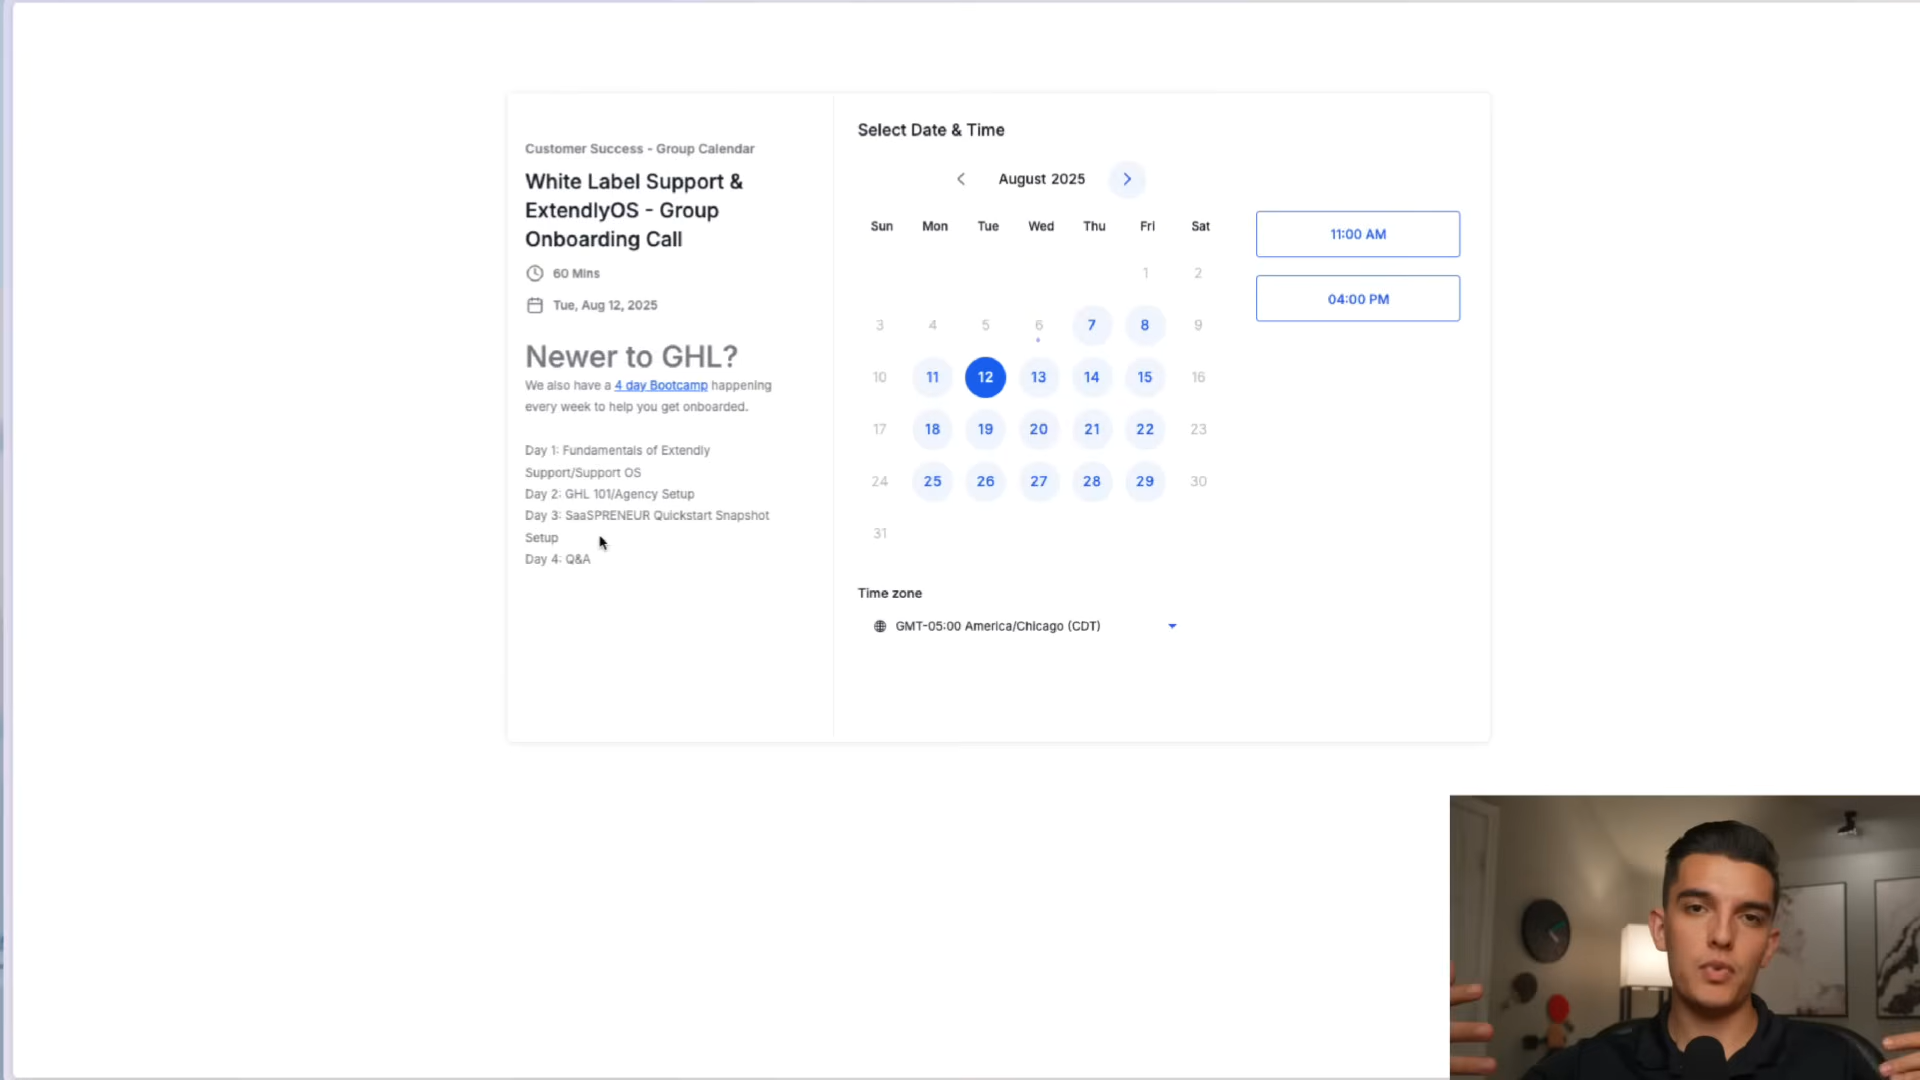 Customer Success - Group Calendar
White Label Support &
ExtendlyOS - Group
Onboarding Call
60 Mins
Tue, Aug 12, 2025
Newer to GHL?
We also have a 4 day Bootcamp happening
every week to help you get onboarded.
Day 1: Fundamentals of Extendly
Support/Support OS
Day 2: GHL 101/Agency Setup
Day 3: SaaSPRENEUR Quickstart Snapshot
Setup
Day 4: Q&A
Select Date & Time
August 2025
Sun Mon Tue Wed Thu Fri Sat
1 2
3 4 5 6 7 8 9
10 11 12 13 14 15 16
17 18 19 20 21 22 23
24 25 26 27 28 29 30
31
Time zone
GMT-05:00 America/Chicago (CDT)
11:00 AM
04:00 PM